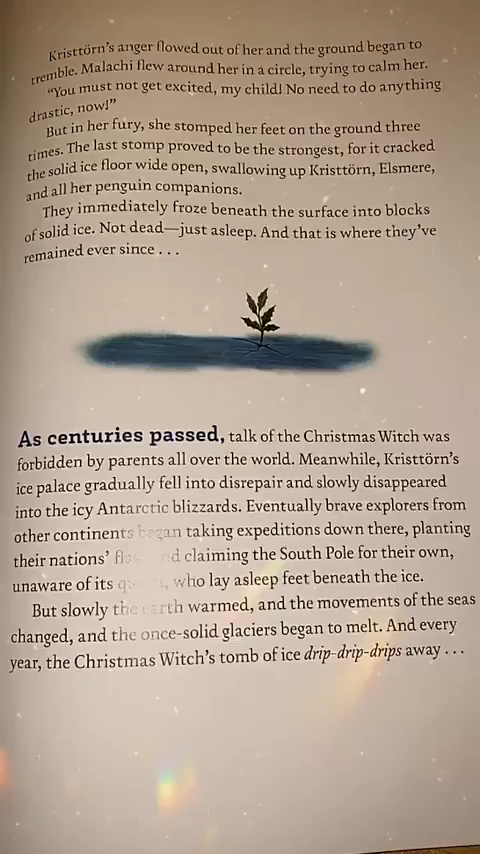 Kristtörn's anger flowed out of her and the ground began to
tremble. Malachi flew around her in a circle, trying to calm her.
"You must not get excited, my child! No need to do anything
drastic, now!"
But in her fury, she stomped her feet on the ground three
times. The last stomp proved to be the strongest, for it cracked
the solid ice floor wide open, swallowing up Kristtörn, Elsmere,
and all her penguin companions.
They immediately froze beneath the surface into blocks
of solid ice. Not dead—just asleep. And that is where they've
remained ever since . . .
As centuries passed, talk of the Christmas Witch was
forbidden by parents all over the world. Meanwhile, Kristtörn's
ice palace gradually fell into disrepair and slowly disappeared
into the icy Antarctic blizzards. Eventually brave explorers from
other continents began taking expeditions down there, planting
their nations' claiming the South Pole for their own,
unaware of its who lay asleep feet beneath the ice.
But slowly the earth warmed, and the movements of the seas
changed, and the once-solid glaciers began to melt. And every
year, the Christmas Witch's tomb of ice drip-drip-drips away . . .